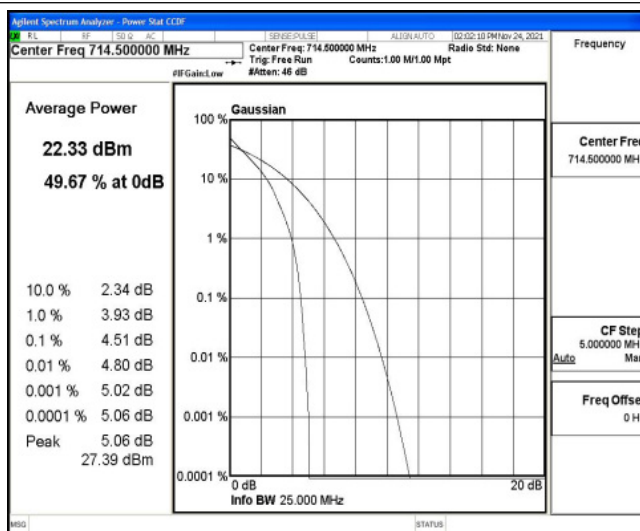 Agilent Spectrum Analyzer - Power Stat CCDF
RL RF 50 Ω AC SENSE:PULSE ALIGN AUTO 02:02:10 PM Nov 24, 2021
Center Freq 714.500000 MHz
Center Freq: 714.500000 MHz Radio Std: None
Trig: Free Run Counts:1.00 M/1.00 Mpt
#IFGain:Low #Atten: 46 dB
Frequency
Average Power
22.33 dBm
49.67 % at 0dB
10.0 % 2.34 dB
1.0 % 3.93 dB
0.1 % 4.51 dB
0.01 % 4.80 dB
0.001 % 5.02 dB
0.0001 % 5.06 dB
Peak 5.06 dB
27.39 dBm
Gaussian
100 %
10 %
1 %
0.1 %
0.01 %
0.001 %
0.0001 %
0 dB 20 dB
Info BW 25.000 MHz
Center Freq
714.500000 MH
CF Step
5.000000 MH
Auto Ma
Freq Offse
0 H
MSG STATUS